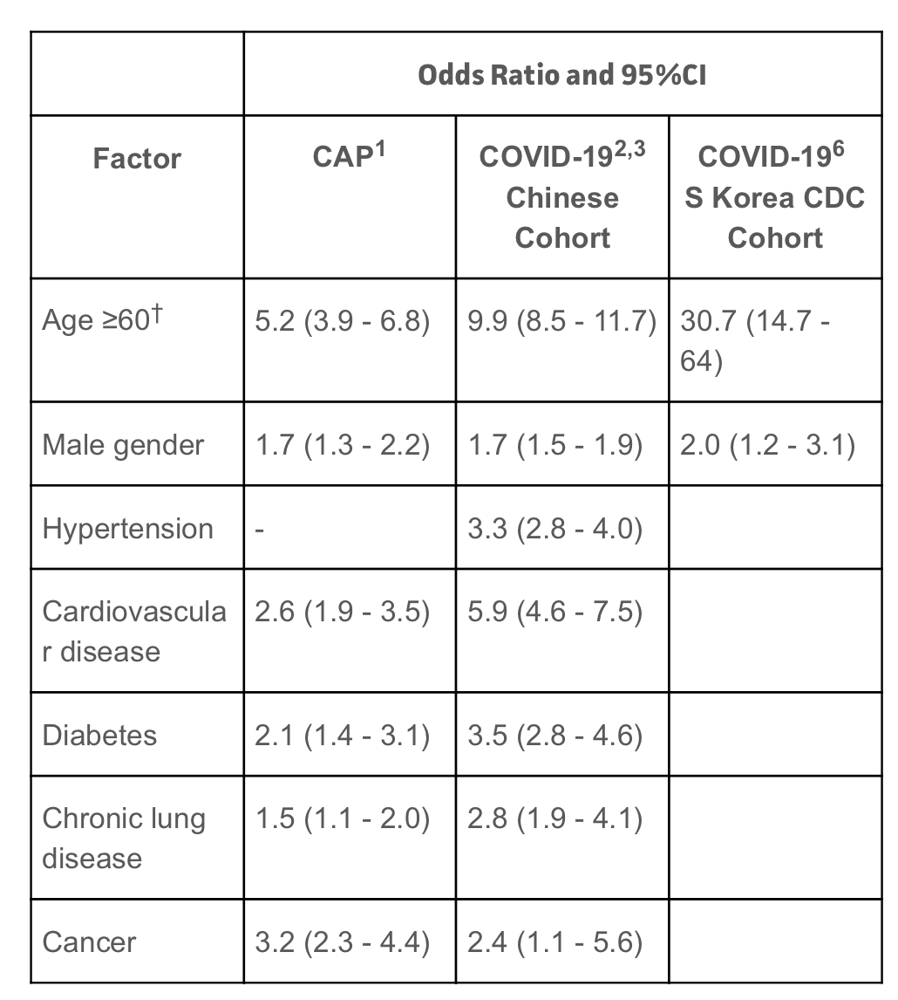 Odds Ratio and 95%CI
Factor
CAP¹
COVID-19²,³
Chinese
Cohort
COVID-19⁶
S Korea CDC
Cohort
Age ≥60†
5.2 (3.9 - 6.8)
9.9 (8.5 - 11.7)
30.7 (14.7 -
64)
Male gender
1.7 (1.3 - 2.2)
1.7 (1.5 - 1.9)
2.0 (1.2 - 3.1)
Hypertension
-
3.3 (2.8 - 4.0)
Cardiovascula
r disease
2.6 (1.9 - 3.5)
5.9 (4.6 - 7.5)
Diabetes
2.1 (1.4 - 3.1)
3.5 (2.8 - 4.6)
Chronic lung
disease
1.5 (1.1 - 2.0)
2.8 (1.9 - 4.1)
Cancer
3.2 (2.3 - 4.4)
2.4 (1.1 - 5.6)